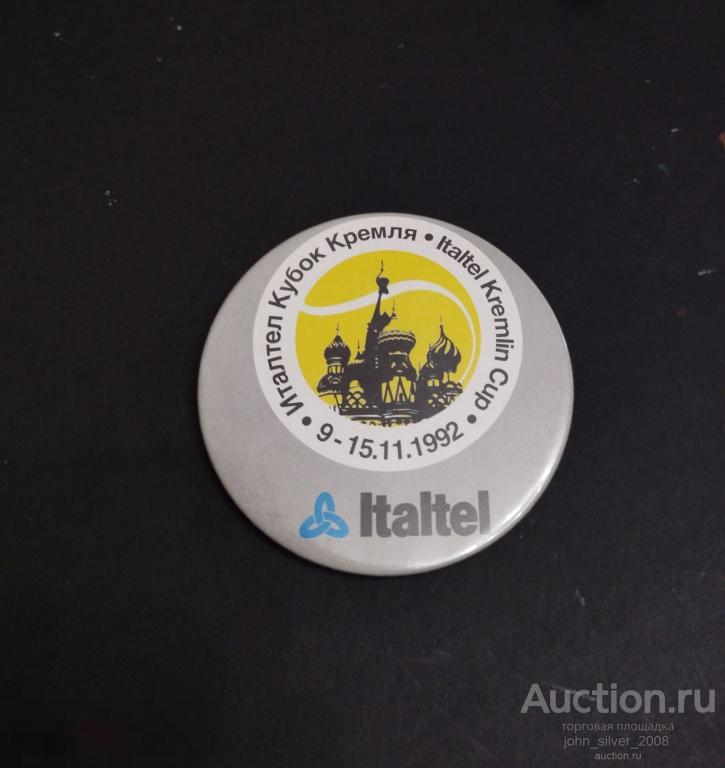 • Италтел Кубок Кремля • Italtel Kremlin Cup •
9-15.11.1992
Italtel
Auction.ru
торговая площадка
john_silver_2008
auction.ru